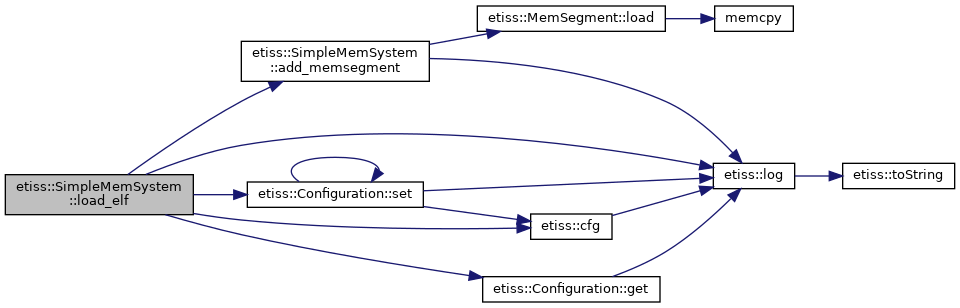 etiss::SimpleMemSystem
::load_elf
etiss::SimpleMemSystem
::add_memsegment
etiss::MemSegment::load
memcpy
etiss::Configuration::set
etiss::cfg
etiss::Configuration::get
etiss::log
etiss::toString